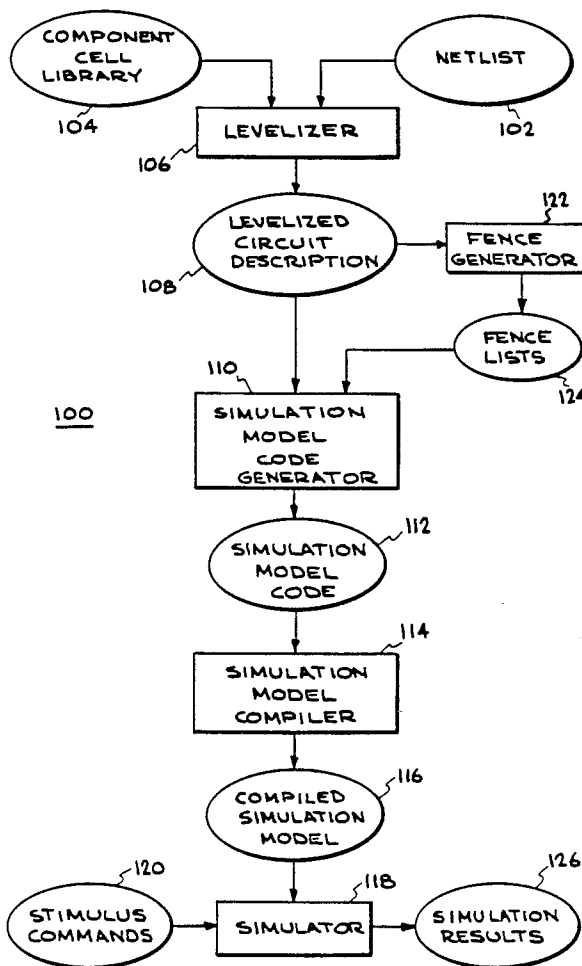 COMPONENT
CELL
LIBRARY
104
NETLIST
102
LEVELIZER
106
LEVELIZED
CIRCUIT
DESCRIPTION
108
122
FENCE
GENERATOR
FENCE
LISTS
124
100
110
SIMULATION
MODEL
CODE
GENERATOR
112
SIMULATION
MODEL
CODE
114
SIMULATION
MODEL
COMPILER
116
COMPILED
SIMULATION
MODEL
120
STIMULUS
COMMANDS
118
SIMULATOR
126
SIMULATION
RESULTS